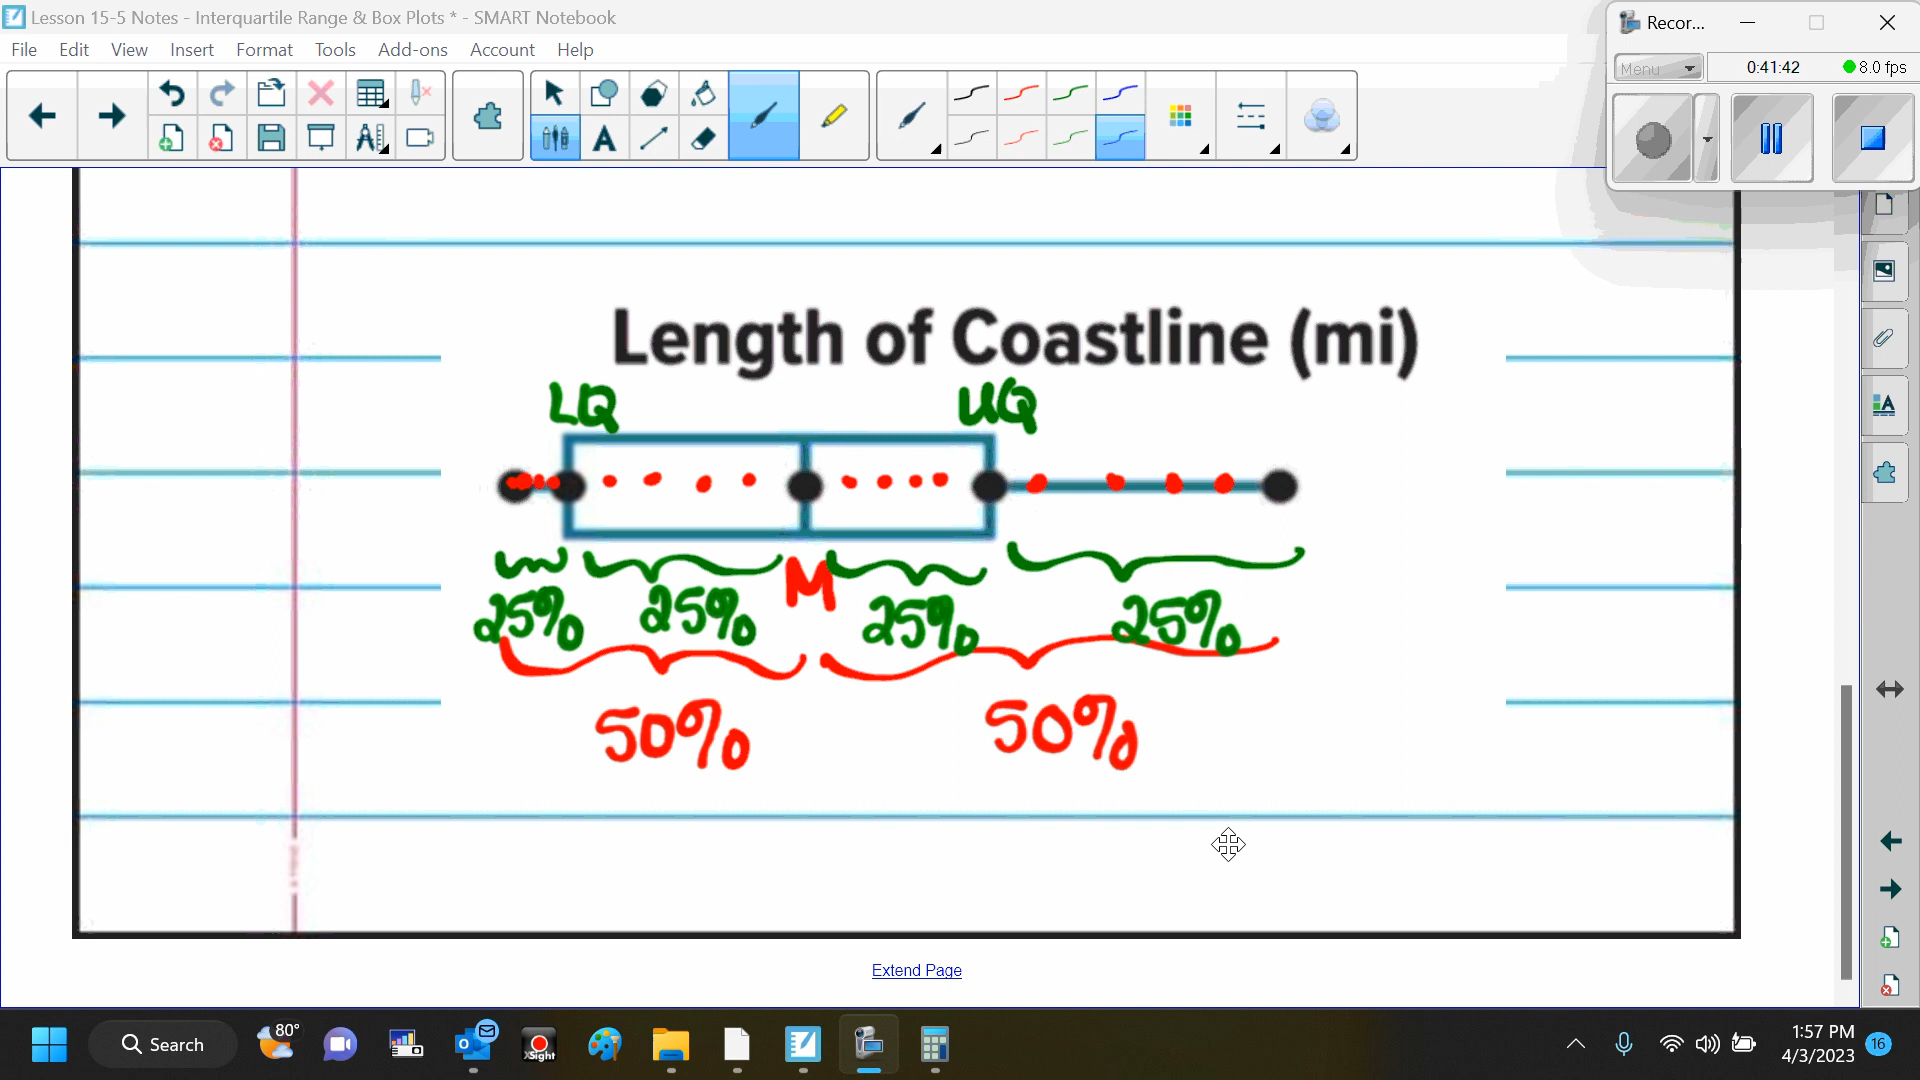 Lesson 15-5 Notes - Interquartile Range & Box Plots * - SMART Notebook
File Edit View Insert Format Tools Add-ons Account Help
Recor...
Menu 0:41:42 8.0 fps
Length of Coastline (mi)
LQ UQ
M
25% 25% 25% 25%
50% 50%
Extend Page
80°
Search
XSight
1:57 PM
4/3/2023
16